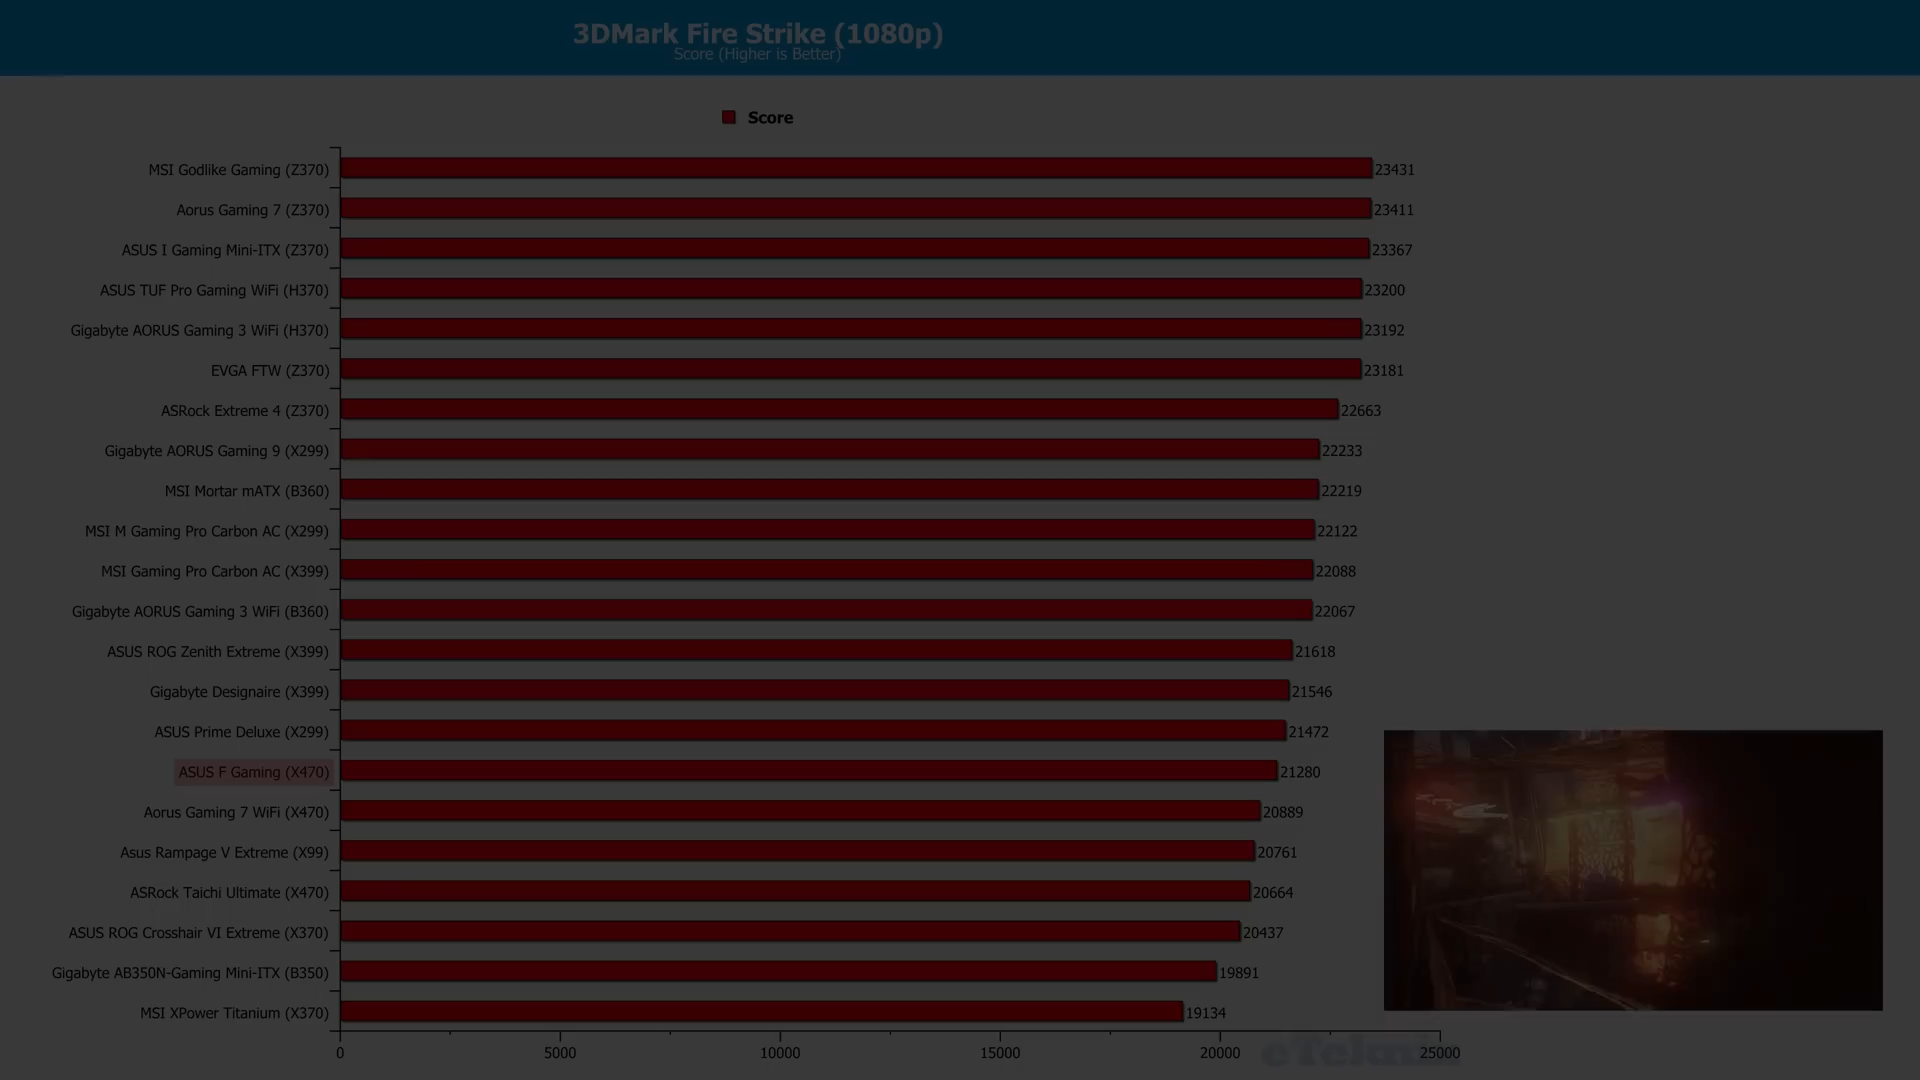 3DMark Fire Strike (1080p)
Score (Higher is Better)
Score
MSI Godlike Gaming (Z370) 23431
Aorus Gaming 7 (Z370) 23411
ASUS I Gaming Mini-ITX (Z370) 23367
ASUS TUF Pro Gaming WiFi (H370) 23200
Gigabyte AORUS Gaming 3 WiFi (H370) 23192
EVGA FTW (Z370) 23181
ASRock Extreme 4 (Z370) 22663
Gigabyte AORUS Gaming 9 (X299) 22233
MSI Mortar mATX (B360) 22219
MSI M Gaming Pro Carbon AC (X299) 22122
MSI Gaming Pro Carbon AC (X399) 22088
Gigabyte AORUS Gaming 3 WiFi (B360) 22067
ASUS ROG Zenith Extreme (X399) 21618
Gigabyte Designaire (X399) 21546
ASUS Prime Deluxe (X299) 21472
ASUS F Gaming (X470) 21280
Aorus Gaming 7 WiFi (X470) 20889
Asus Rampage V Extreme (X99) 20761
ASRock Taichi Ultimate (X470) 20664
ASUS ROG Crosshair VI Extreme (X370) 20437
Gigabyte AB350N-Gaming Mini-ITX (B350) 19891
MSI XPower Titanium (X370) 19134
0 5000 10000 15000 20000 25000